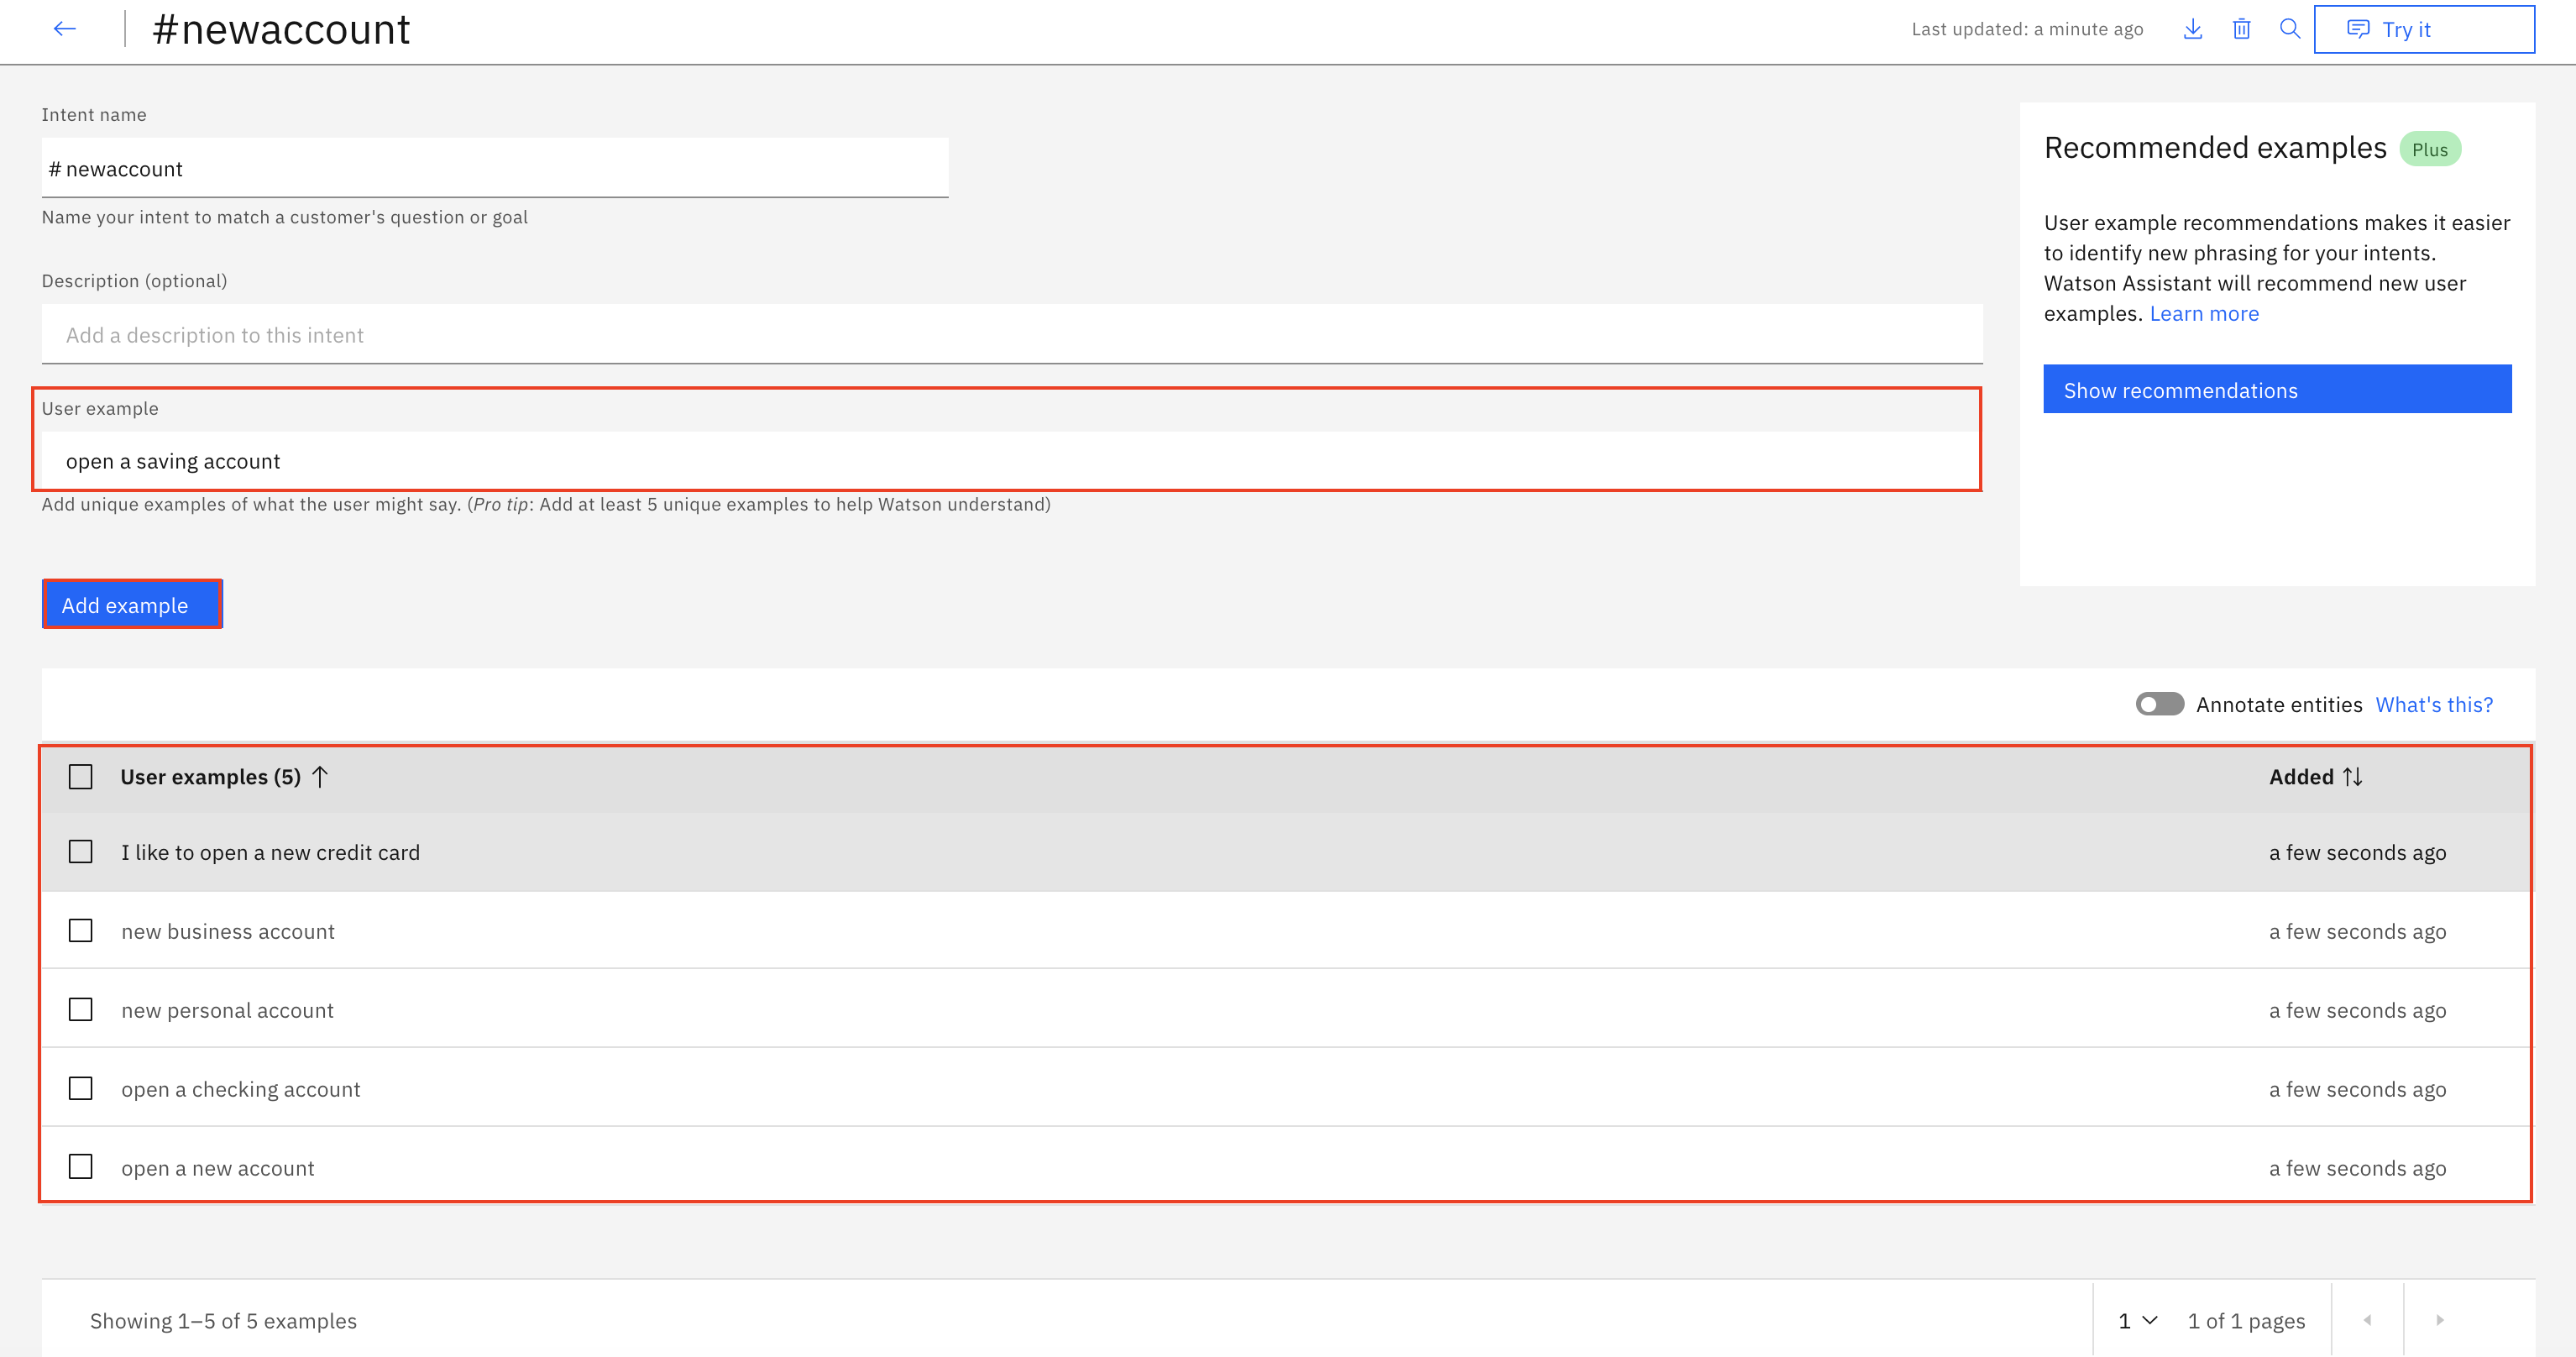 #newaccount
Last updated: a minute ago
Try it
Intent name
# newaccount
Name your intent to match a customer's question or goal
Description (optional)
Add a description to this intent
User example
open a saving account
Add unique examples of what the user might say. (Pro tip: Add at least 5 unique examples to help Watson understand)
Add example
Recommended examples Plus
User example recommendations makes it easier
to identify new phrasing for your intents.
Watson Assistant will recommend new user
examples. Learn more
Show recommendations
Annotate entities What's this?
User examples (5) Added
I like to open a new credit card a few seconds ago
new business account a few seconds ago
new personal account a few seconds ago
open a checking account a few seconds ago
open a new account a few seconds ago
Showing 1–5 of 5 examples 1 1 of 1 pages